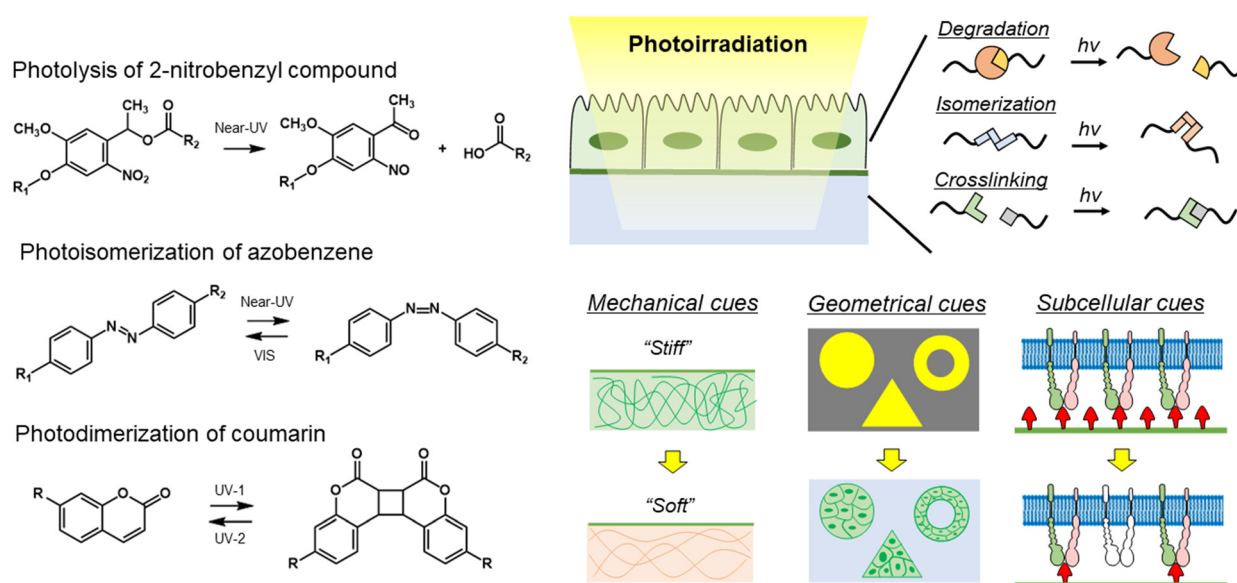 Photolysis of 2-nitrobenzyl compound
CH₃
O
CH₃O
O
R₂
O
R₁
NO₂
Near-UV
CH₃
CH₃O
O
O
R₁
NO
+
O
HO
R₂
Photoisomerization of azobenzene
R₂
N
N
R₁
Near-UV
VIS
N
N
R₁
R₂
Photodimerization of coumarin
R
O
O
UV-1
UV-2
O
O
O
O
R
R
Photoirradiation
Degradation
hv
Isomerization
hv
Crosslinking
hv
Mechanical cues
“Stiff”
“Soft”
Geometrical cues
Subcellular cues